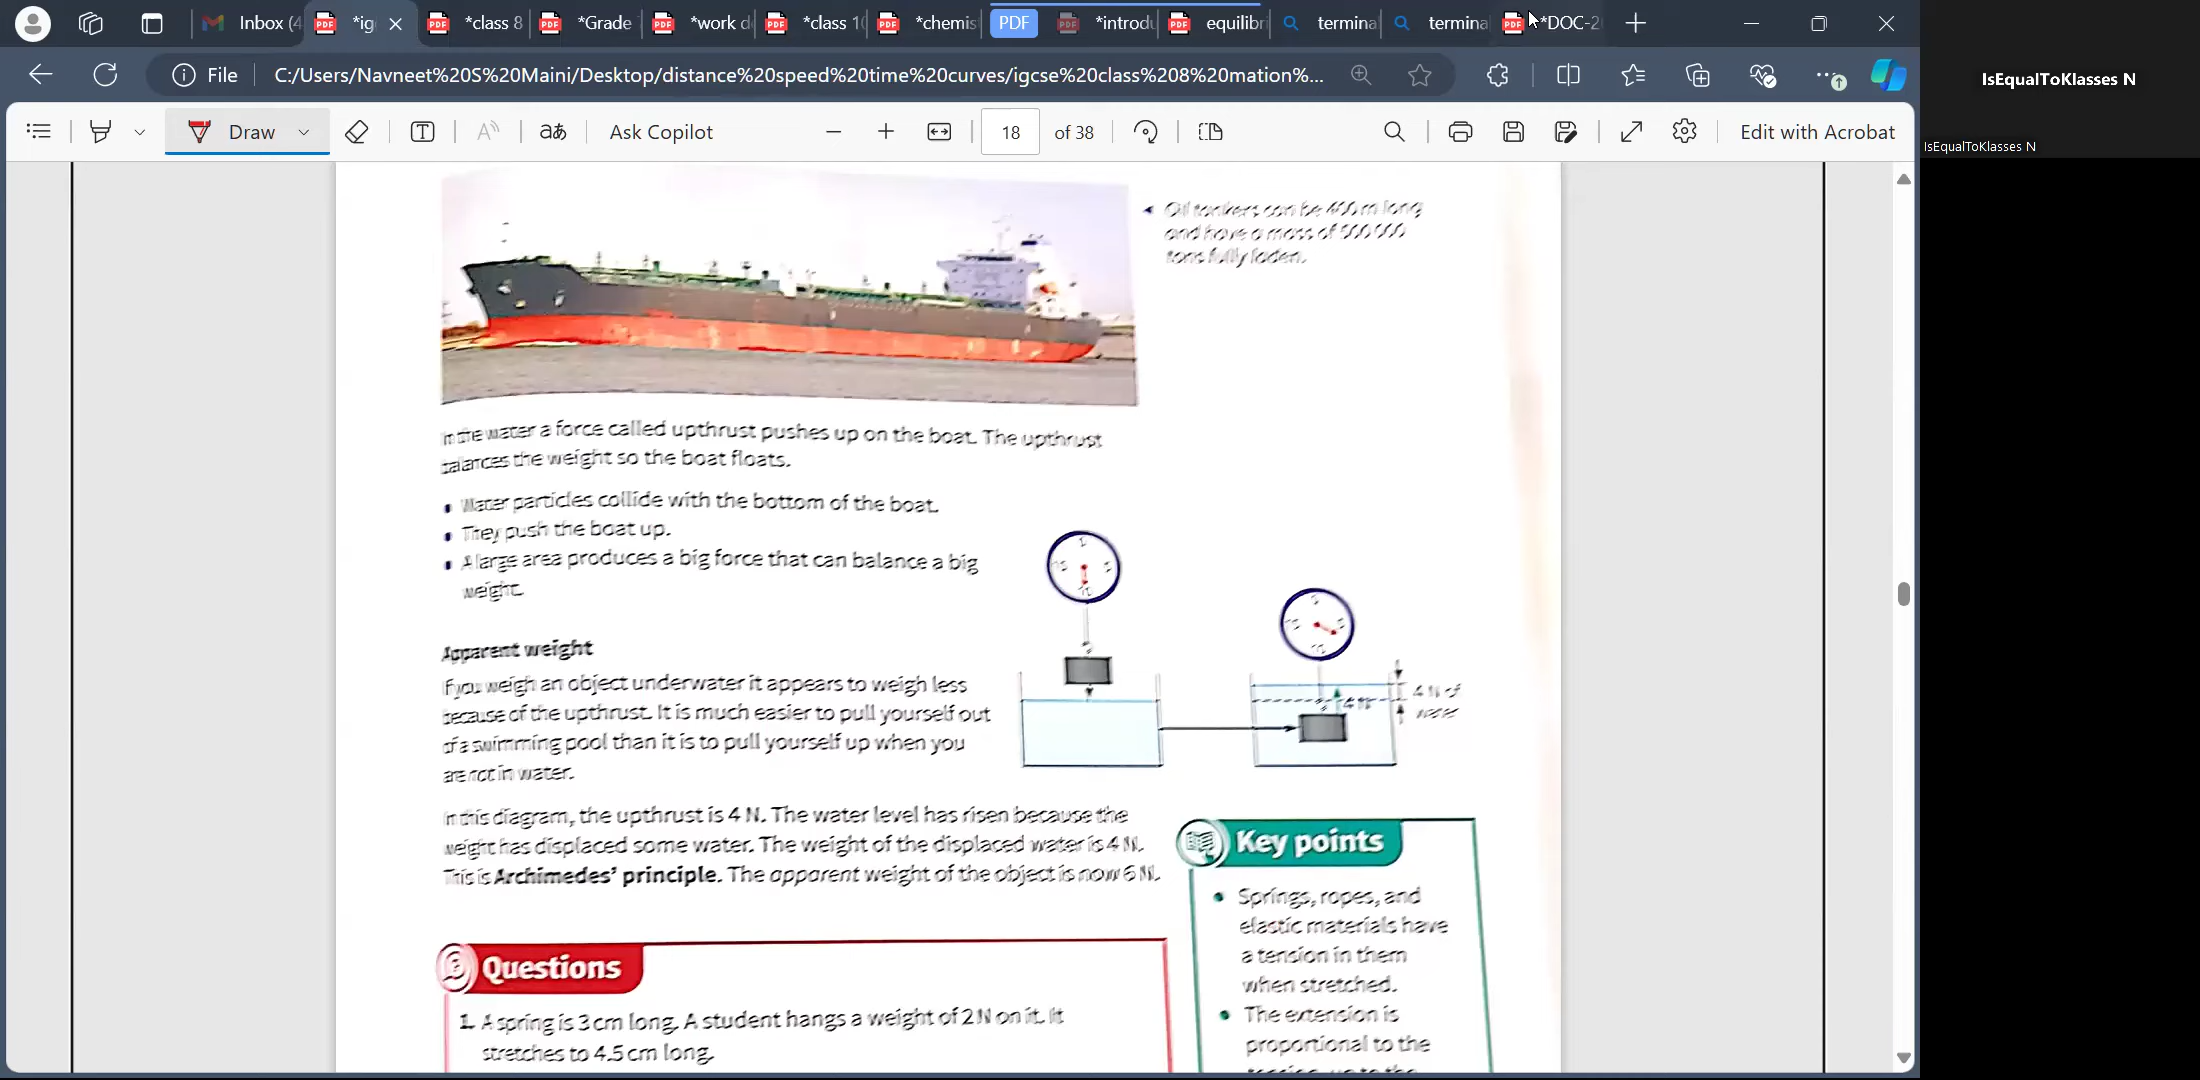 Inbox (4
*ig
*class 8
*Grade
*work d
*class 10
*chemis
PDF
*introdu
equilibri
termina
termina
*DOC-2
File
C:/Users/Navneet%20S%20Maini/Desktop/distance%20speed%20time%20curves/igcse%20class%208%20mation%...
Draw
Ask Copilot
18
of 38
Edit with Acrobat
IsEqualToKlasses N
IsEqualToKlasses N
Oil tankers can be 400 m long
and have a mass of 500 000
tons fully laden.
In the water a force called upthrust pushes up on the boat. The upthrust
balances the weight so the boat floats.
Water particles collide with the bottom of the boat.
They push the boat up.
A large area produces a big force that can balance a big
weight.
Apparent weight
If you weigh an object underwater it appears to weigh less
because of the upthrust. It is much easier to pull yourself out
of a swimming pool than it is to pull yourself up when you
are not in water.
4 N
4 N of
water
In this diagram, the upthrust is 4 N. The water level has risen because the
weight has displaced some water. The weight of the displaced water is 4 N.
This is Archimedes' principle. The apparent weight of the object is now 6 N.
Key points
Springs, ropes, and
elastic materials have
a tension in them
when stretched.
The extension is
proportional to the
Questions
1. A spring is 3 cm long. A student hangs a weight of 2 N on it. It
stretches to 4.5 cm long.